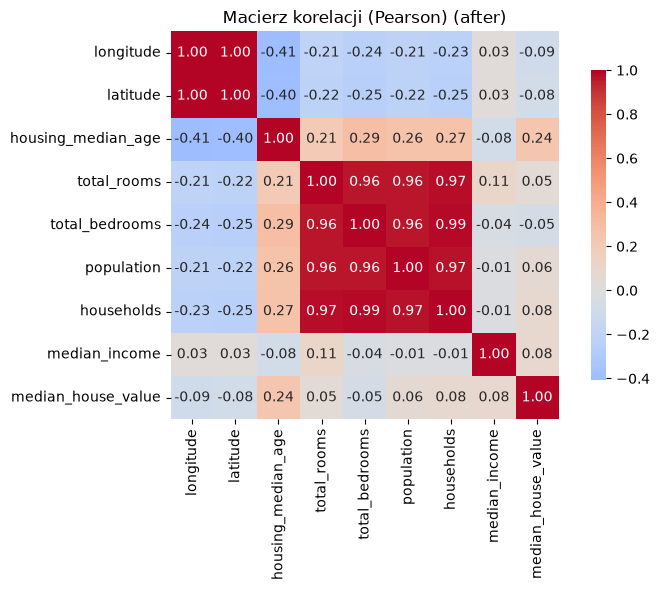 Macierz korelacji (Pearson) (after)
longitude 1.00 1.00 -0.41 -0.21 -0.24 -0.21 -0.23 0.03 -0.09
latitude 1.00 1.00 -0.40 -0.22 -0.25 -0.22 -0.25 0.03 -0.08
housing_median_age -0.41 -0.40 1.00 0.21 0.29 0.26 0.27 -0.08 0.24
total_rooms -0.21 -0.22 0.21 1.00 0.96 0.96 0.97 0.11 0.05
total_bedrooms -0.24 -0.25 0.29 0.96 1.00 0.96 0.99 -0.04 -0.05
population -0.21 -0.22 0.26 0.96 0.96 1.00 0.97 -0.01 0.06
households -0.23 -0.25 0.27 0.97 0.99 0.97 1.00 -0.01 0.08
median_income 0.03 0.03 -0.08 0.11 -0.04 -0.01 -0.01 1.00 0.08
median_house_value -0.09 -0.08 0.24 0.05 -0.05 0.06 0.08 0.08 1.00
longitude
latitude
housing_median_age
total_rooms
total_bedrooms
population
households
median_income
median_house_value
1.0
0.8
0.6
0.4
0.2
0.0
−0.2
−0.4